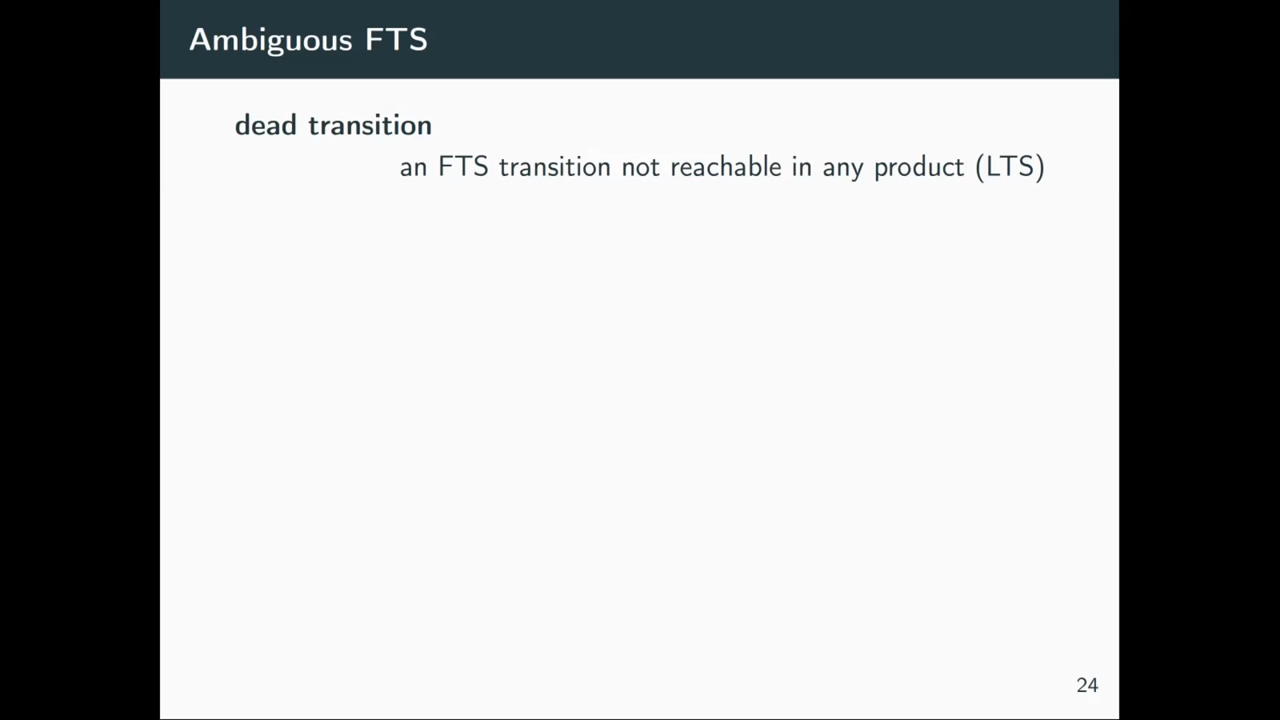 Ambiguous FTS
dead transition
an FTS transition not reachable in any product (LTS)
24